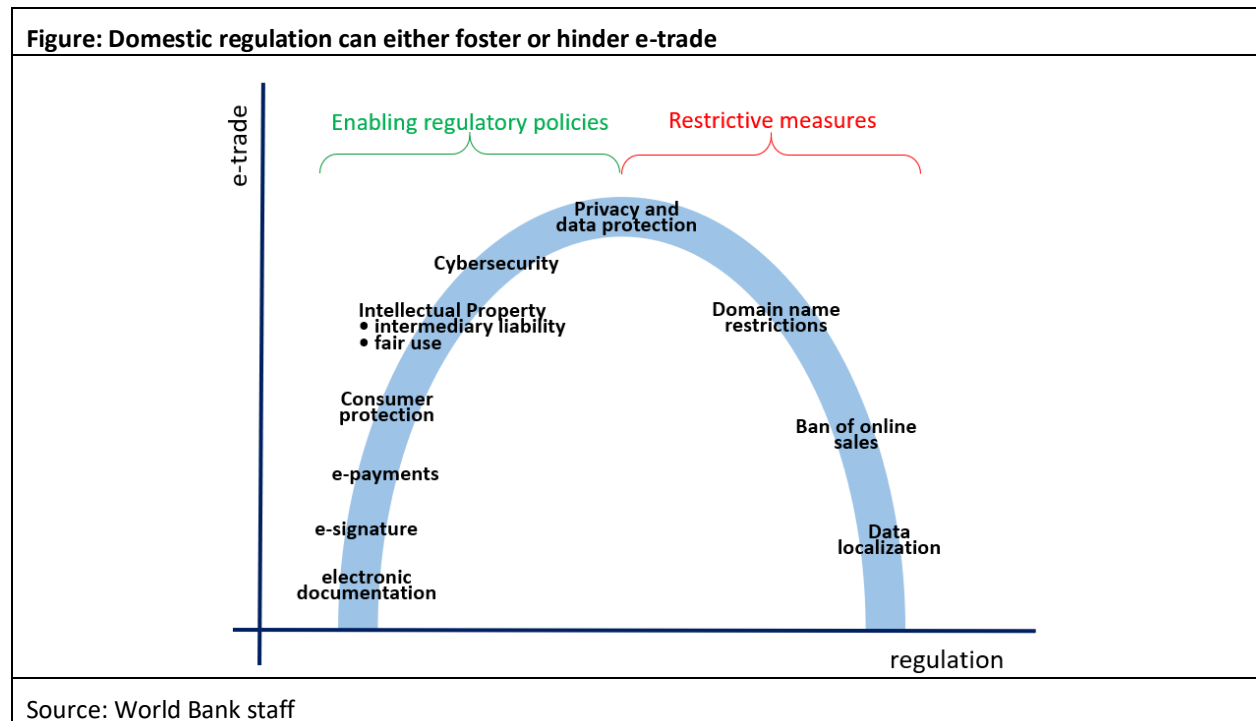 Figure: Domestic regulation can either foster or hinder e-trade
e-trade
Enabling regulatory policies
Restrictive measures
Privacy and
data protection
Cybersecurity
Intellectual Property
• intermediary liability
• fair use
Domain name
restrictions
Consumer
protection
Ban of online
sales
e-payments
e-signature
Data
localization
electronic
documentation
regulation
Source: World Bank staff